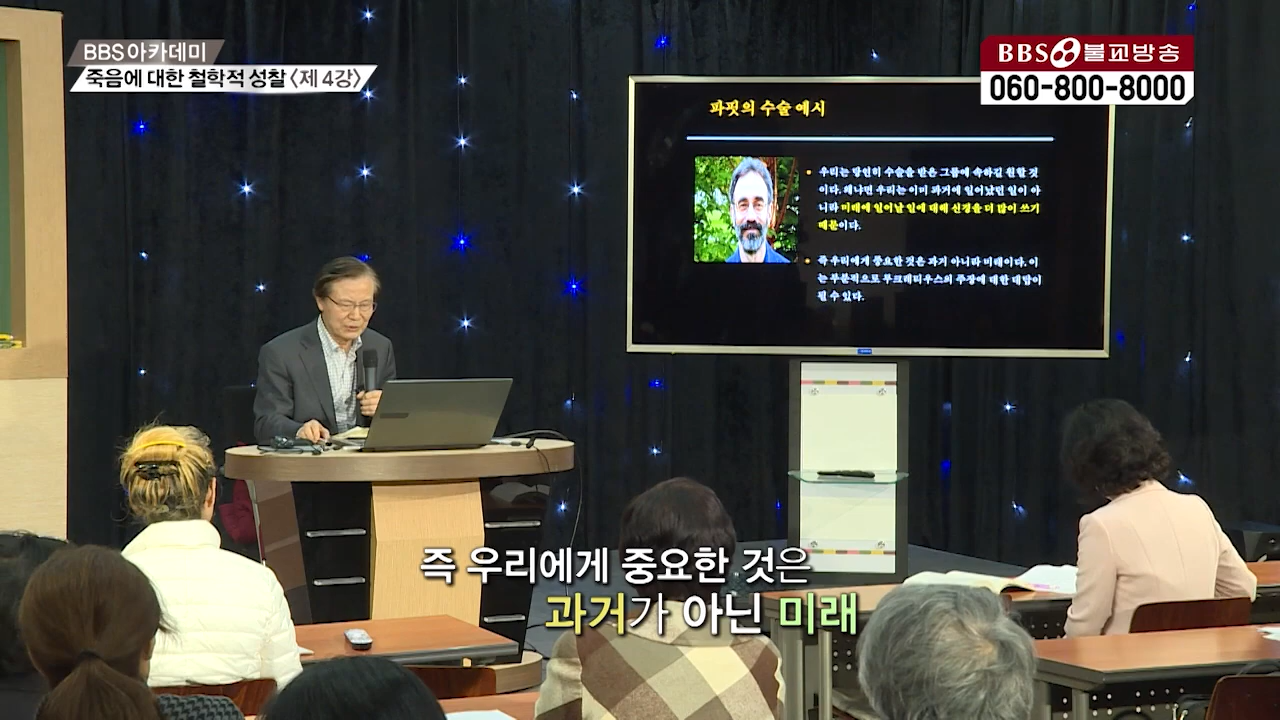 BBS 아카데미
죽음에 대한 철학적 성찰 <제 4강>
BBS 불교방송
060-800-8000
파핏의 수술 예시
우리는 당연히 수술을 받은 그룹에 속하길 원할 것
이다. 왜냐면 우리는 이미 과거에 일어났던 일이 아
니라 미래에 일어날 일에 대해 신경을 더 많이 쓰기
때문이다.
즉 우리에게 중요한 것은 과거 아니라 미래이다. 이
는 부분적으로 루크레티우스의 주장에 대한 대답이
될 수 있다.
즉 우리에게 중요한 것은
과거가 아닌 미래